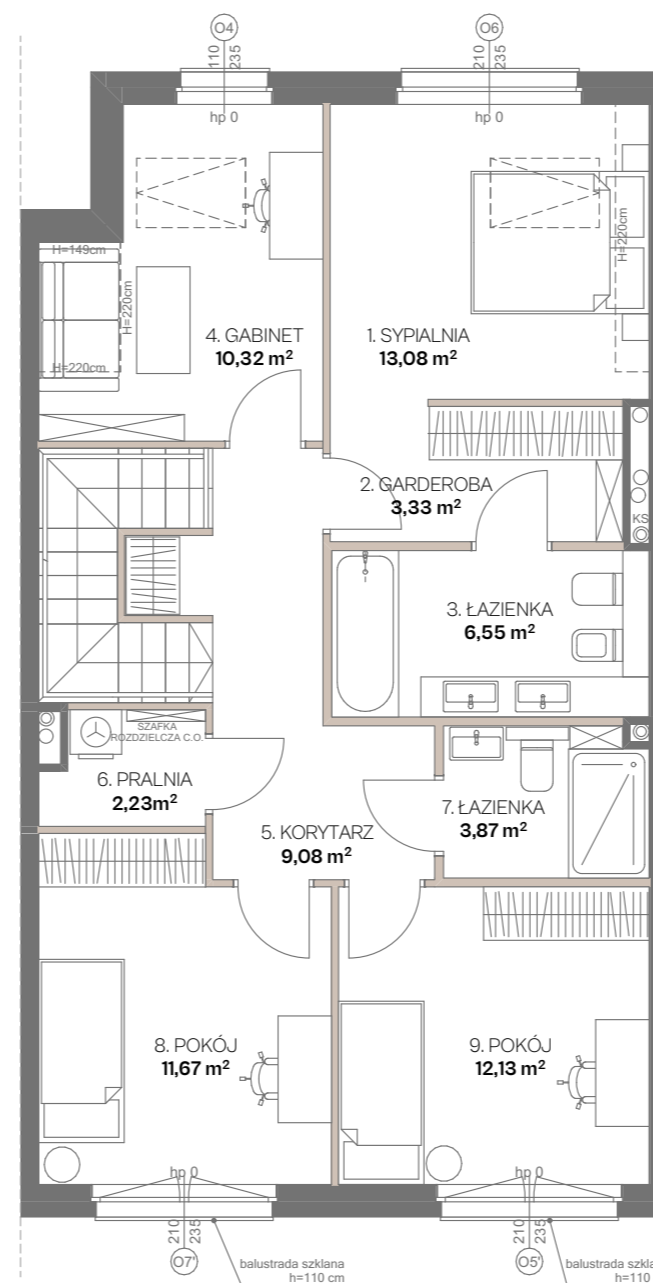 O4
O6
110
235
210
235
hp 0
hp 0
H=149cm
H=220cm
H=220cm
H=220cm
4. GABINET
10,32 m²
1. SYPIALNIA
13,08 m²
2. GARDEROBA
3,33 m²
KS
3. ŁAZIENKA
6,55 m²
SZAFKA
ROZDZIELCZA C.O.
6. PRALNIA
2,23m²
7. ŁAZIENKA
3,87 m²
5. KORYTARZ
9,08 m²
8. POKÓJ
11,67 m²
9. POKÓJ
12,13 m²
hp 0
hp 0
210
235
210
235
O7'
O5'
balustrada szklana
h=110 cm
balustrada szkla
h=110